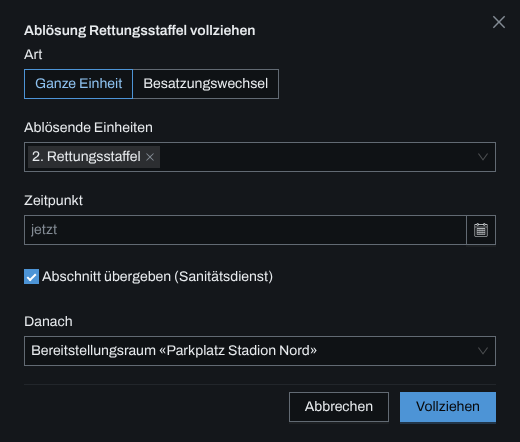 Ablösung Rettungsstaffel vollziehen
Art
Ganze Einheit Besatzungswechsel
Ablösende Einheiten
2. Rettungsstaffel
Zeitpunkt
jetzt
Abschnitt übergeben (Sanitätsdienst)
Danach
Bereitstellungsraum «Parkplatz Stadion Nord»
Abbrechen Vollziehen